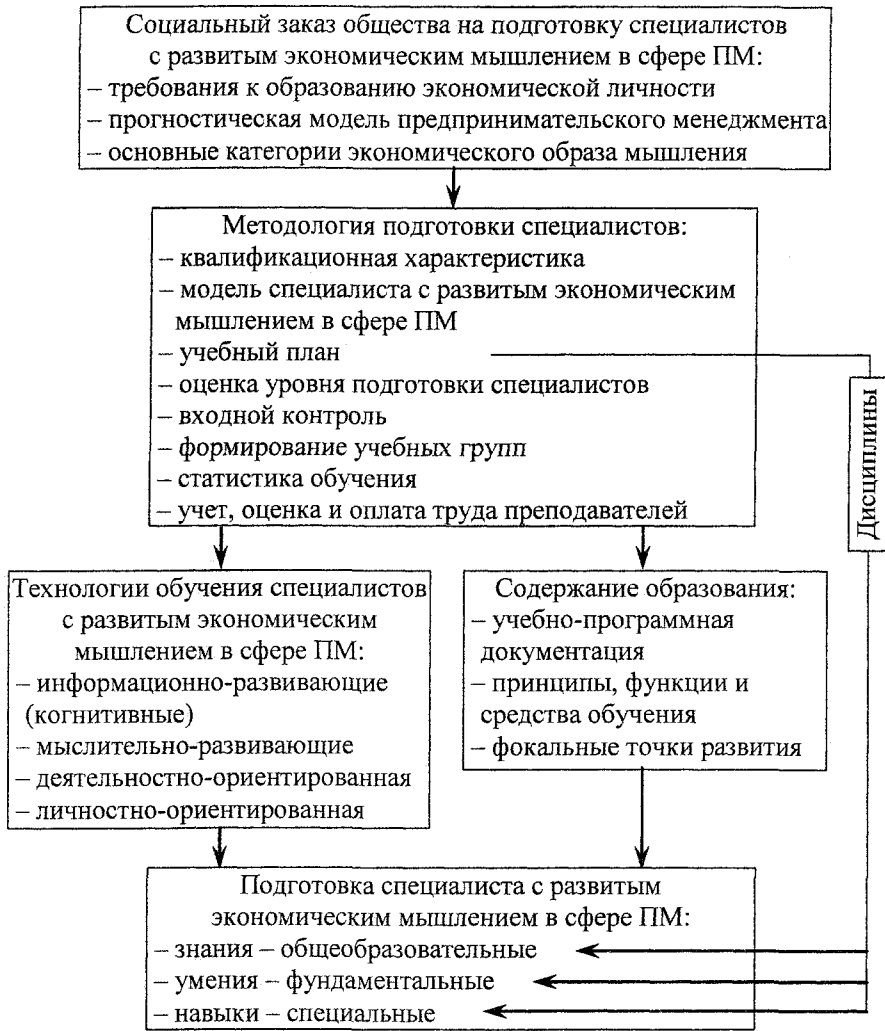 Социальный заказ общества на подготовку специалистов
с развитым экономическим мышлением в сфере ПМ:
– требования к образованию экономической личности
– прогностическая модель предпринимательского менеджмента
– основные категории экономического образа мышления
Методология подготовки специалистов:
– квалификационная характеристика
– модель специалиста с развитым экономическим
мышлением в сфере ПМ
– учебный план
– оценка уровня подготовки специалистов
– входной контроль
– формирование учебных групп
– статистика обучения
– учет, оценка и оплата труда преподавателей
Дисциплины
Технологии обучения специалистов
с развитым экономическим
мышлением в сфере ПМ:
– информационно-развивающие
(когнитивные)
– мыслительно-развивающие
– деятельностно-ориентированная
– личностно-ориентированная
Содержание образования:
– учебно-программная
документация
– принципы, функции и
средства обучения
– фокальные точки развития
Подготовка специалиста с развитым
экономическим мышлением в сфере ПМ:
– знания – общеобразовательные
– умения – фундаментальные
– навыки – специальные